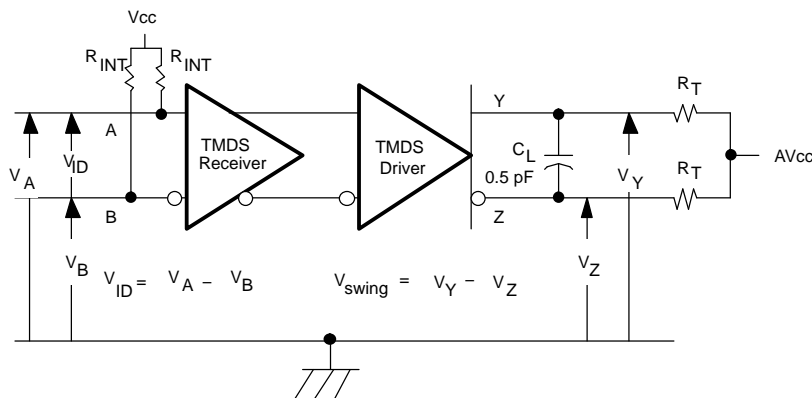 Vcc
RINT RINT
A
B
TMDS
Receiver
TMDS
Driver
Y
Z
CL
0.5 pF
RT
RT
AVcc
VA
VID
VB
VY
VZ
VID = VA − VB
Vswing = VY − VZ